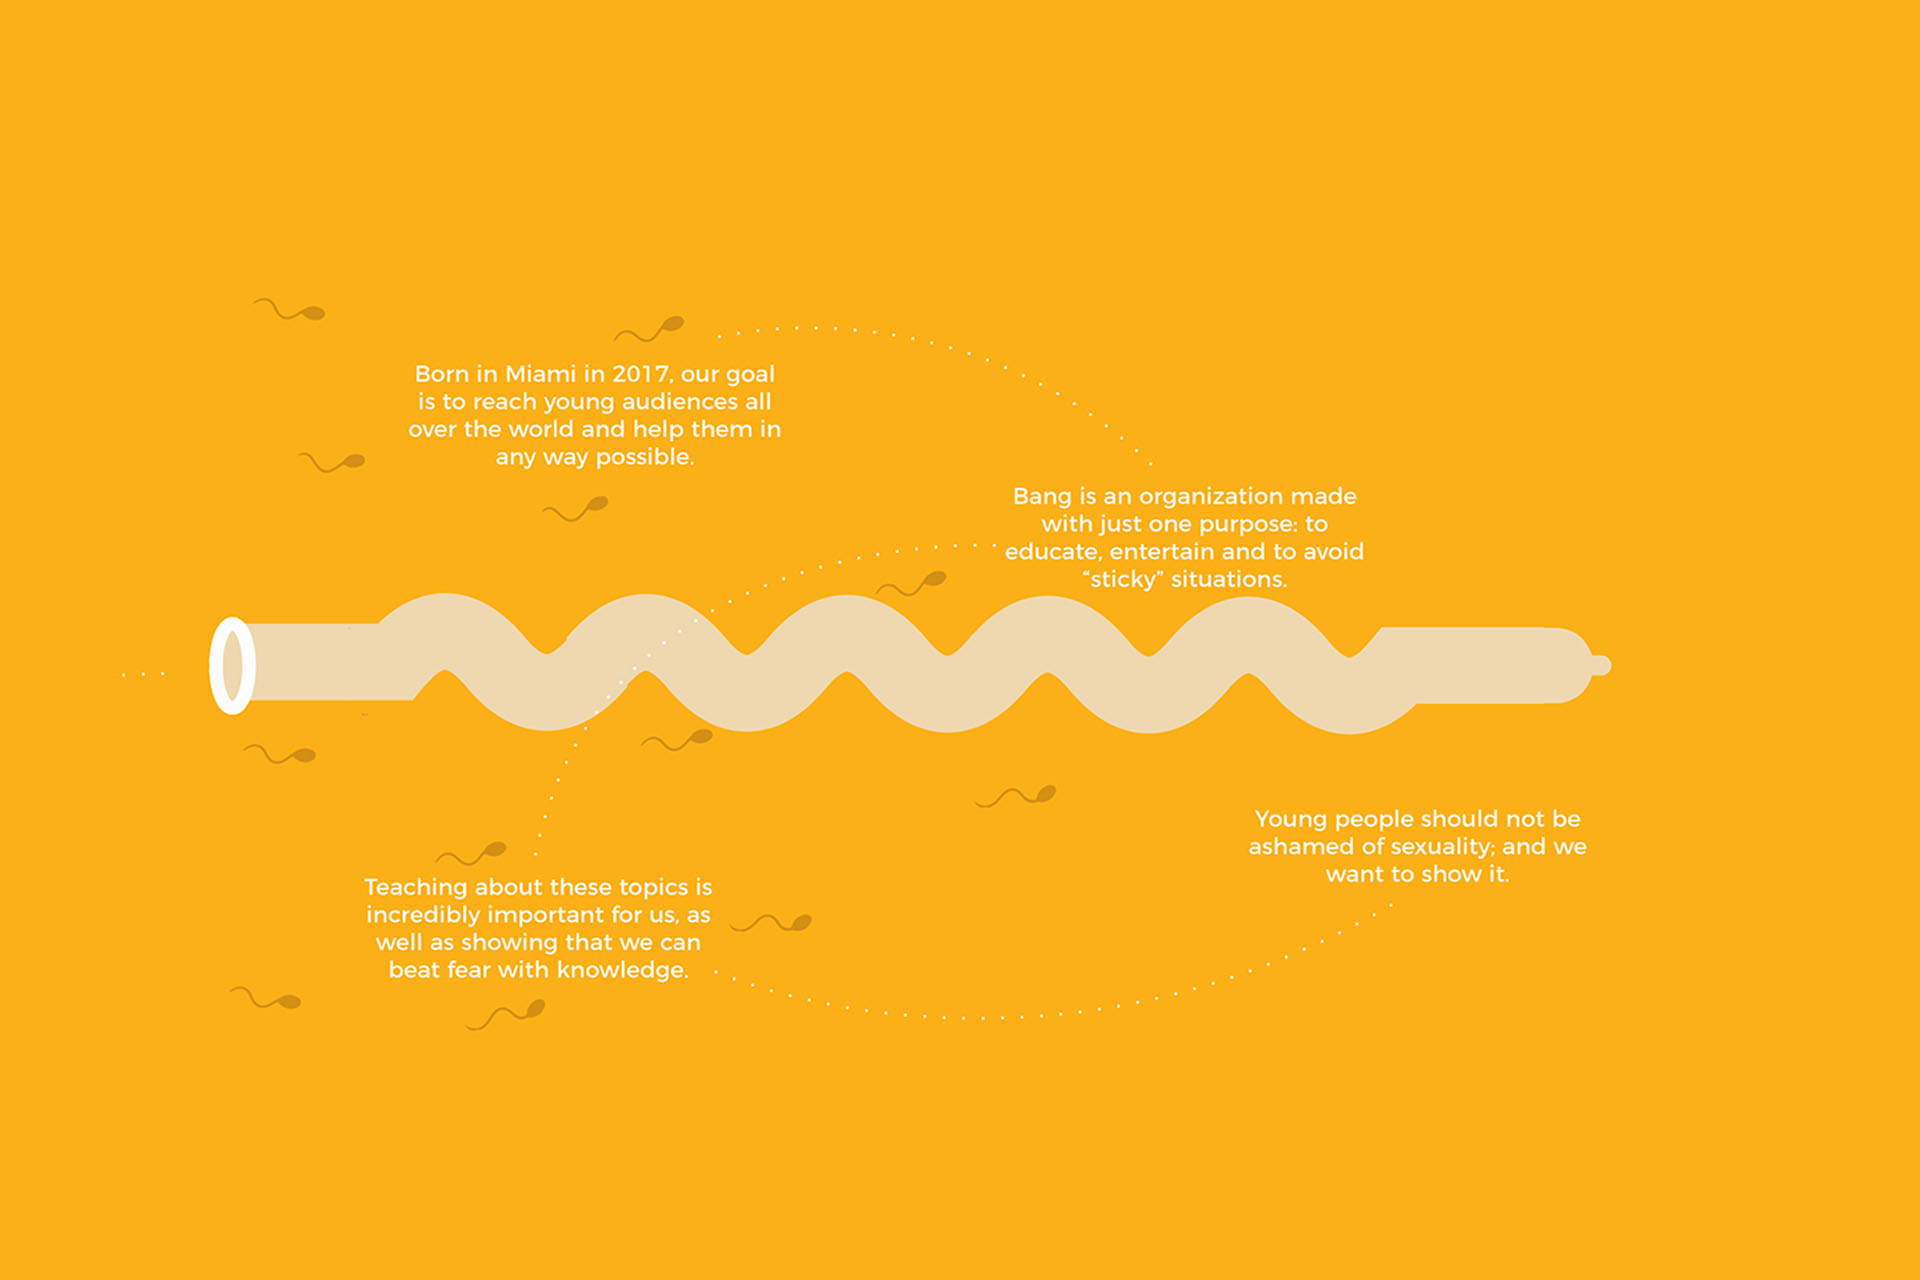 Born in Miami in 2017, our goal
is to reach young audiences all
over the world and help them in
any way possible.
Bang is an organization made
with just one purpose: to
educate, entertain and to avoid
“sticky” situations.
Teaching about these topics is
incredibly important for us, as
well as showing that we can
beat fear with knowledge.
Young people should not be
ashamed of sexuality; and we
want to show it.